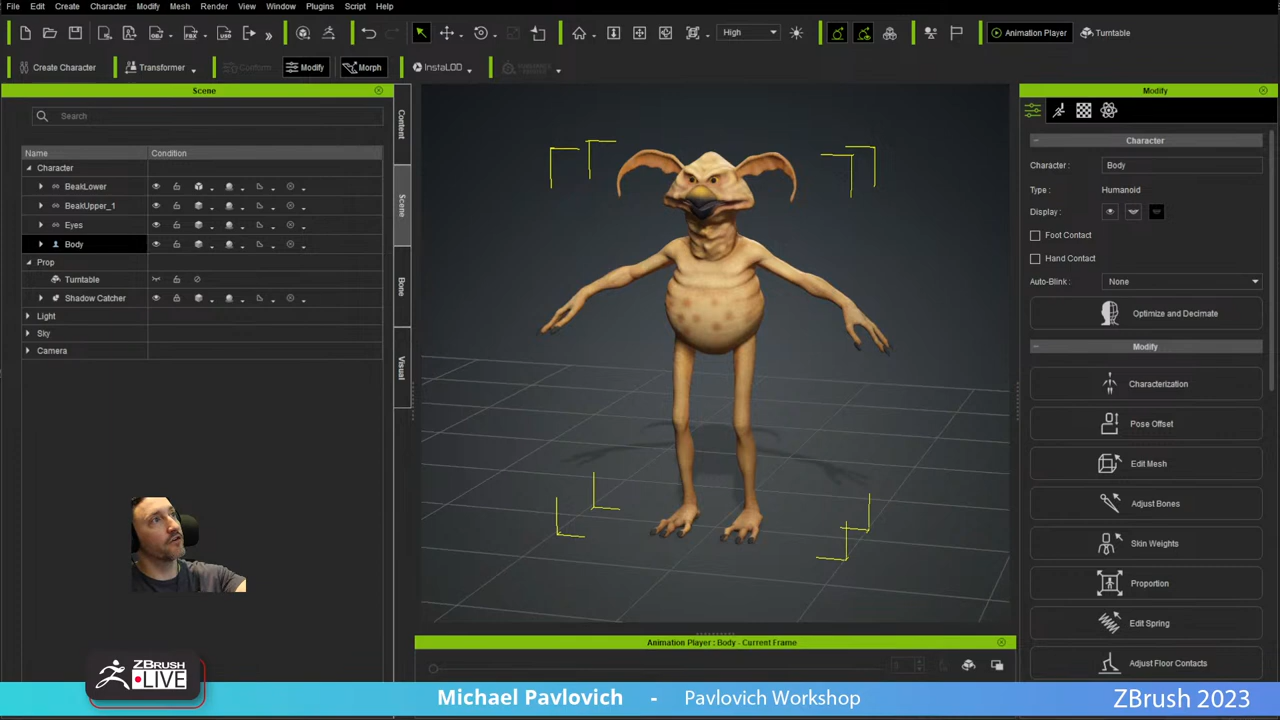 File Edit Create Character Modify Mesh Render View Window Plugins Script Help
High Animation Player Turntable
Create Character Transformer Conform Modify Morph InstaLOD
Scene
Search
Name Condition
Character
BeakLower
BeakUpper_1
Eyes
Body
Prop
Turntable
Shadow Catcher
Light
Sky
Camera
Content
Scene
Bone
Visual
Modify
Character
Character : Body
Type : Humanoid
Display :
Foot Contact
Hand Contact
Auto-Blink : None
Optimize and Decimate
Modify
Characterization
Pose Offset
Edit Mesh
Adjust Bones
Skin Weights
Proportion
Edit Spring
Adjust Floor Contacts
Animation Player : Body - Current Frame
ZBRUSH
LIVE
Michael Pavlovich - Pavlovich Workshop ZBrush 2023